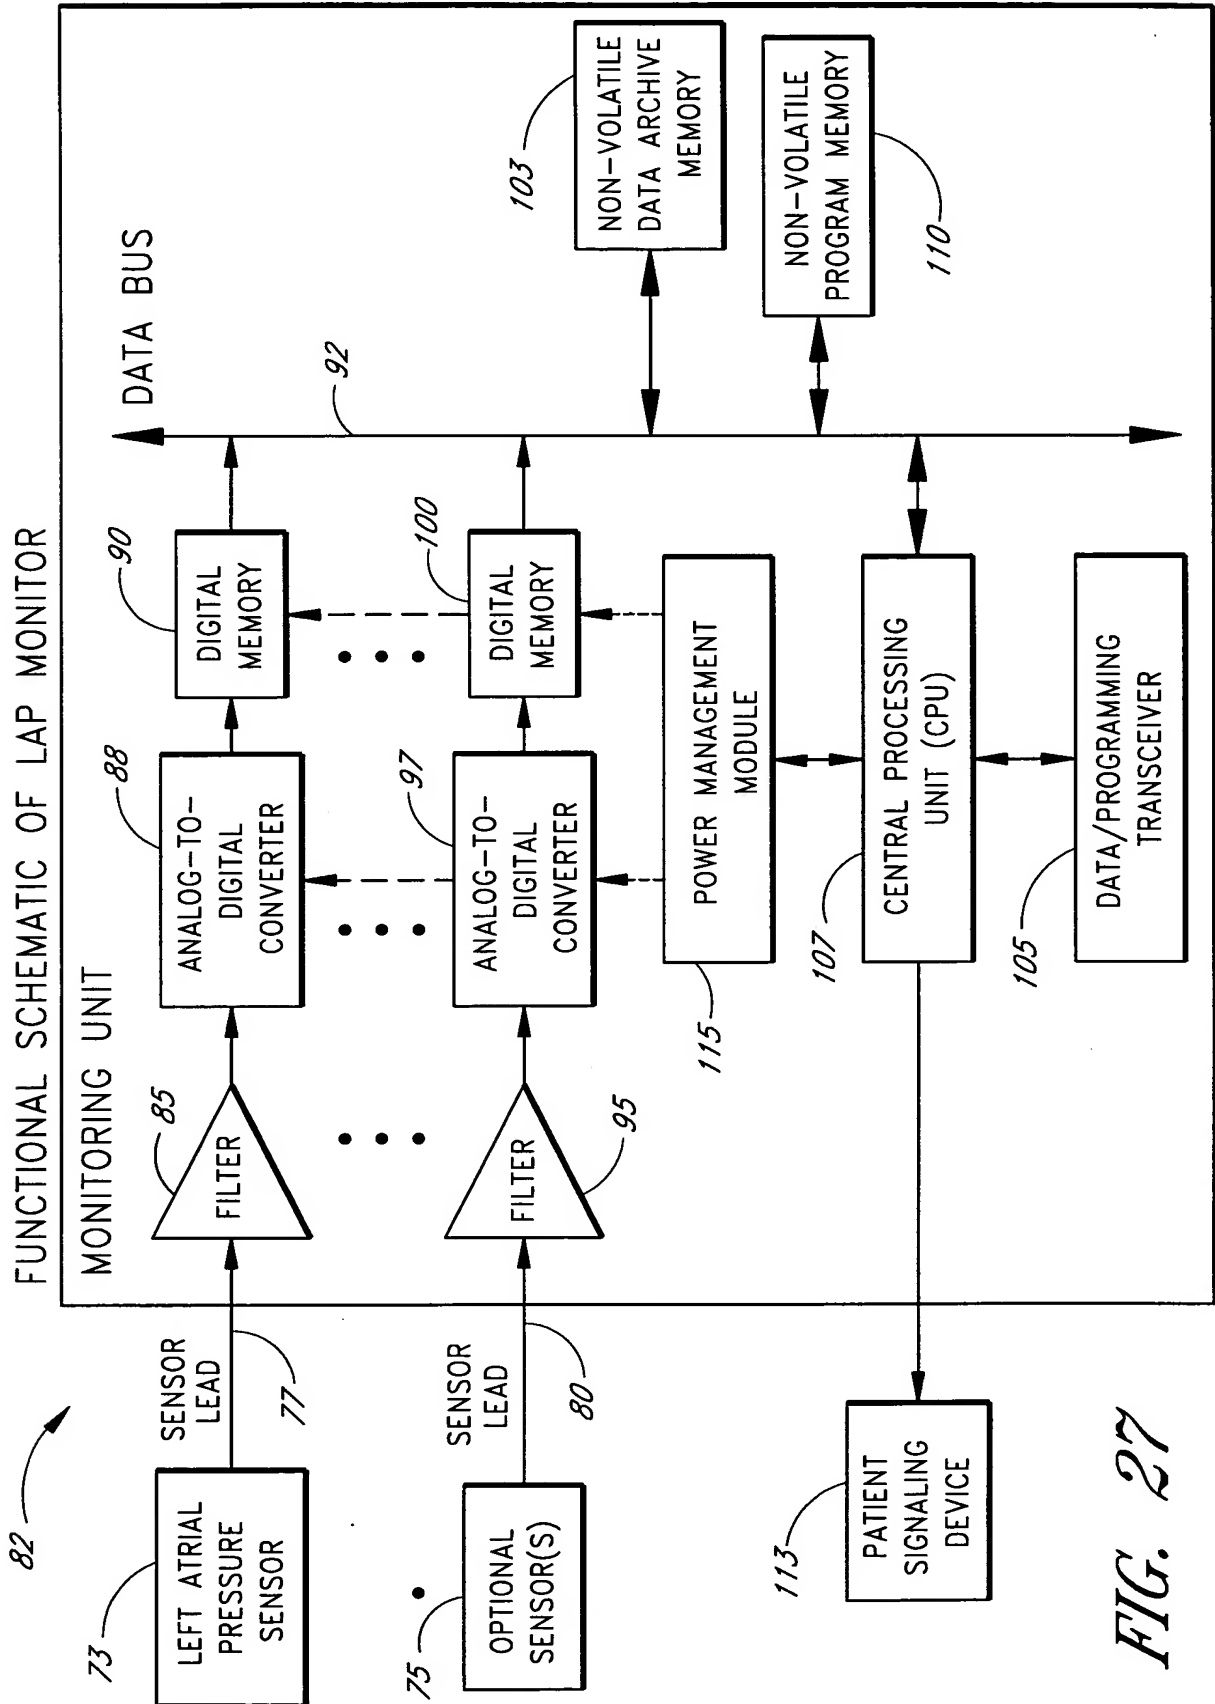 FUNCTIONAL SCHEMATIC OF LAP MONITOR
82
MONITORING UNIT
DATA BUS
73
LEFT ATRIAL
PRESSURE
SENSOR
SENSOR
LEAD
77
85
FILTER
88
ANALOG-TO-
DIGITAL
CONVERTER
90
DIGITAL
MEMORY
92
103
NON-VOLATILE
DATA ARCHIVE
MEMORY
75
OPTIONAL
SENSOR(S)
SENSOR
LEAD
80
FILTER
95
97
ANALOG-TO-
DIGITAL
CONVERTER
100
DIGITAL
MEMORY
NON-VOLATILE
PROGRAM MEMORY
110
115
POWER MANAGEMENT
MODULE
113
PATIENT
SIGNALING
DEVICE
107
CENTRAL PROCESSING
UNIT (CPU)
105
DATA/PROGRAMMING
TRANSCEIVER
FIG. 27